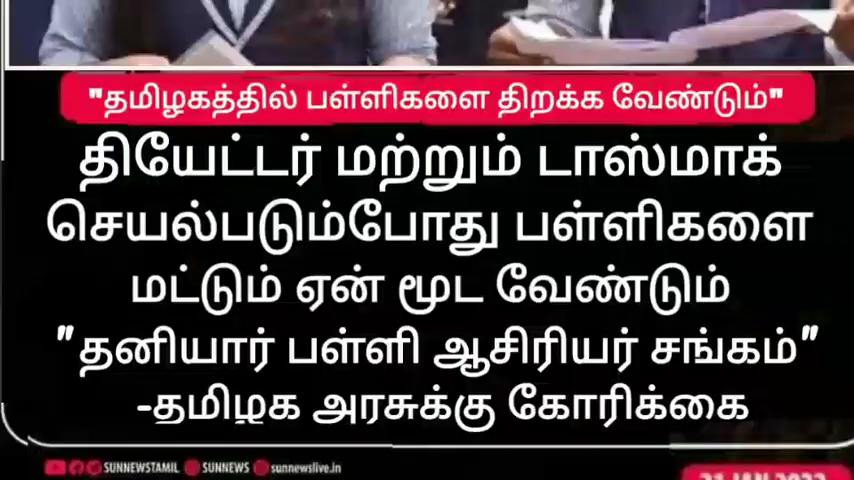 "தமிழகத்தில் பள்ளிகளை திறக்க வேண்டும்"
தியேட்டர் மற்றும் டாஸ்மாக்
செயல்படும்போது பள்ளிகளை
மட்டும் ஏன் மூட வேண்டும்
"தனியார் பள்ளி ஆசிரியர் சங்கம்"
-தமிழக அரசுக்கு கோரிக்கை
SUNNEWSTAMIL SUNNEWS sunnewslive.in